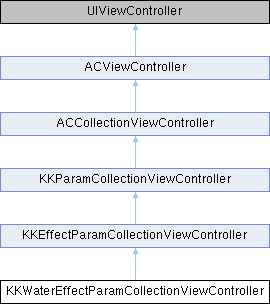 UIViewController
ACViewController
ACCollectionViewController
KKParamCollectionViewController
KKEffectParamCollectionViewController
KKWaterEffectParamCollectionViewController